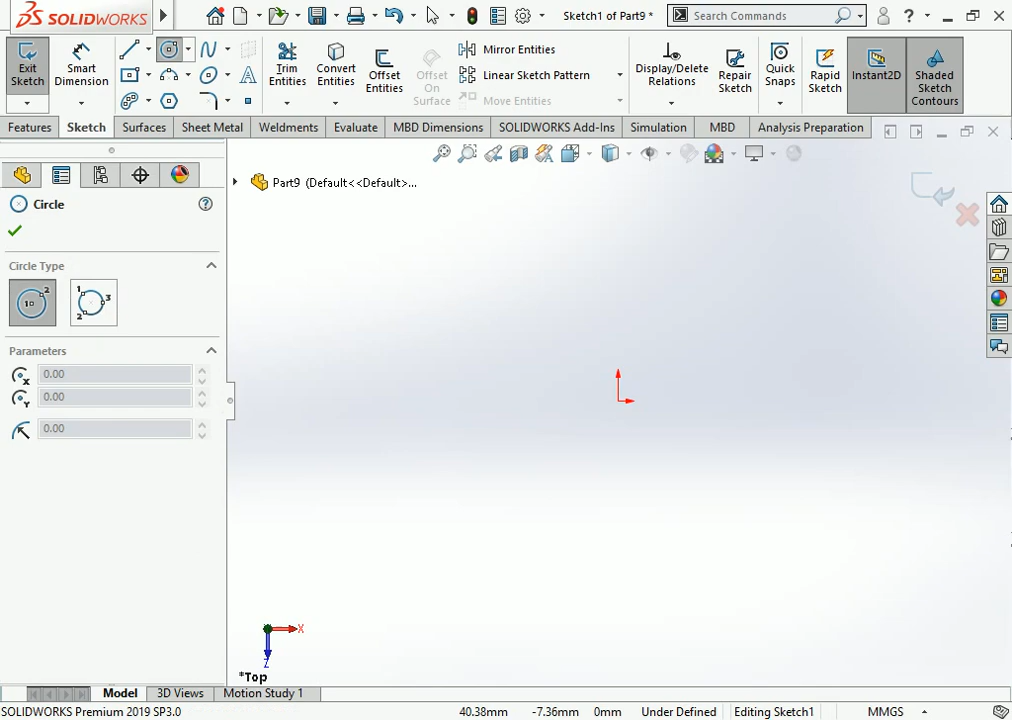 SOLIDWORKS
Sketch1 of Part9 *
Search Commands
?
Exit Sketch
Smart Dimension
Trim Entities
Convert Entities
Offset Entities
Offset On Surface
Mirror Entities
Linear Sketch Pattern
Move Entities
Display/Delete Relations
Repair Sketch
Quick Snaps
Rapid Sketch
Instant2D
Shaded Sketch Contours
Features
Sketch
Surfaces
Sheet Metal
Weldments
Evaluate
MBD Dimensions
SOLIDWORKS Add-Ins
Simulation
MBD
Analysis Preparation
Part9 (Default<<Default>...
Circle
?
Circle Type
Parameters
0.00
0.00
0.00
X
Z
*Top
Model
3D Views
Motion Study 1
SOLIDWORKS Premium 2019 SP3.0
40.38mm
-7.36mm
0mm
Under Defined
Editing Sketch1
MMGS